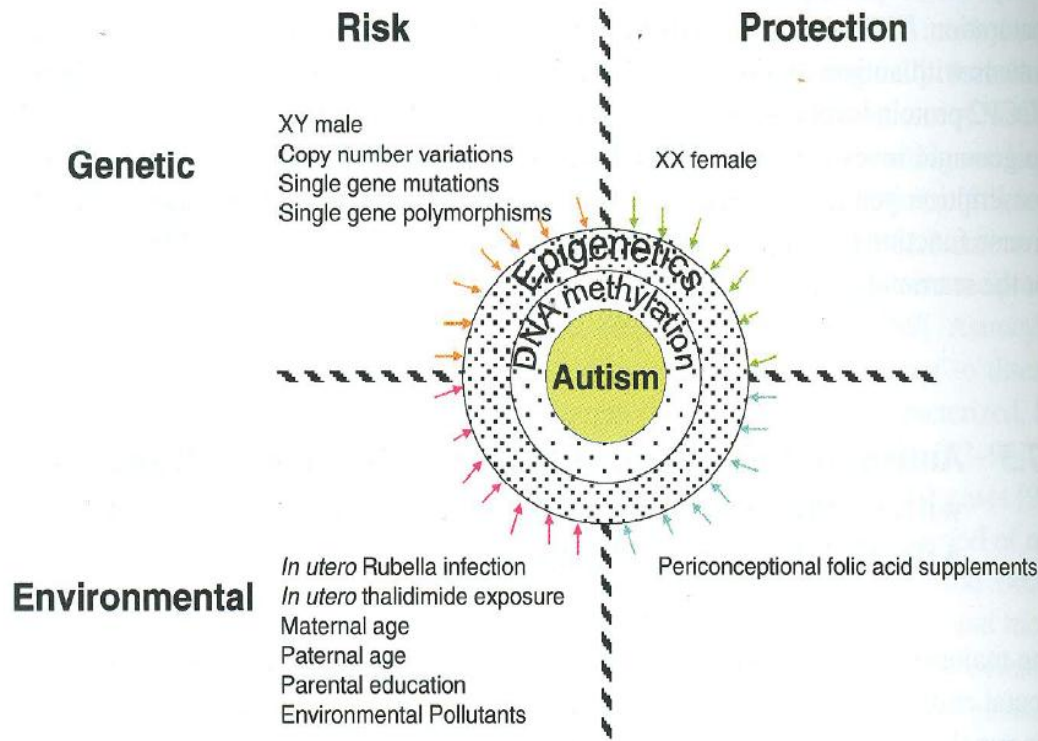 Risk
Protection
Genetic
XY male
Copy number variations
Single gene mutations
Single gene polymorphisms
XX female
Epigenetics
DNA methylation
Autism
Environmental
In utero Rubella infection
In utero thalidimide exposure
Maternal age
Paternal age
Parental education
Environmental Pollutants
Periconceptional folic acid supplements